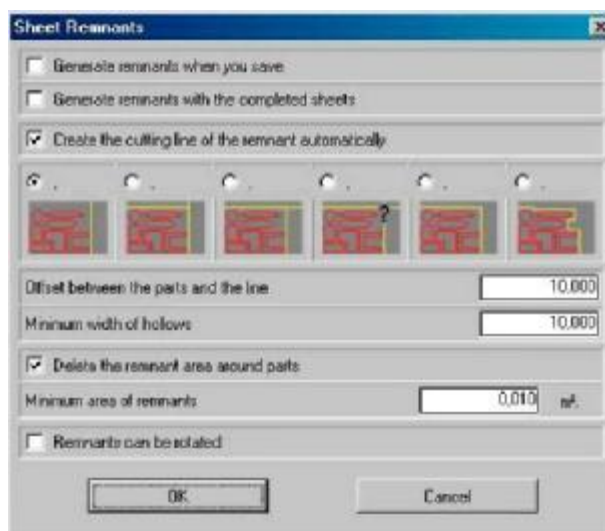 Sheet Remnants
Generate remnants when you save
Generate remnants with the completed sheets
Create the cutting line of the remnant automatically
. . . . . .
?
Offset between the parts and the line 10,000
Minimum width of hollows 10,000
Delete the remnant area around parts
Minimum area of remnants 0,010 m².
Remnants can be rotated
OK Cancel